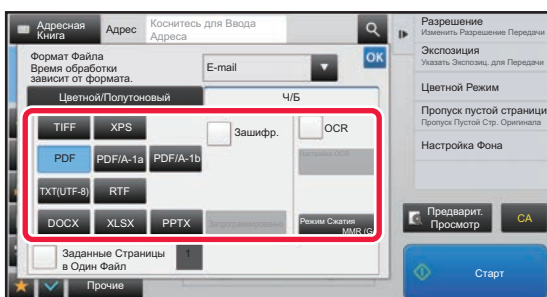 Адресная
Книга
Адрес
Коснитесь для Ввода
Адреса
Формат Файла
Время обработки
зависит от формата.
E-mail
OK
Цветной/Полутоновый
Ч/Б
TIFF
XPS
Зашифр.
OCR
PDF
PDF/A-1a
PDF/A-1b
Настройка OCR
TXT(UTF-8)
RTF
DOCX
XLSX
PPTX
Режим Сжатия
MMR (G
Заданные Страницы
в Один Файл
1
Прочие
Разрешение
Изменить Разрешение Передачи
Экспозиция
Указать Экспозиц. для Передачи
Цветной Режим
Пропуск пустой страницы
Пропуск Пустой Стр. Оригинала
Настройка Фона
Предварит.
Просмотр
CA
Старт